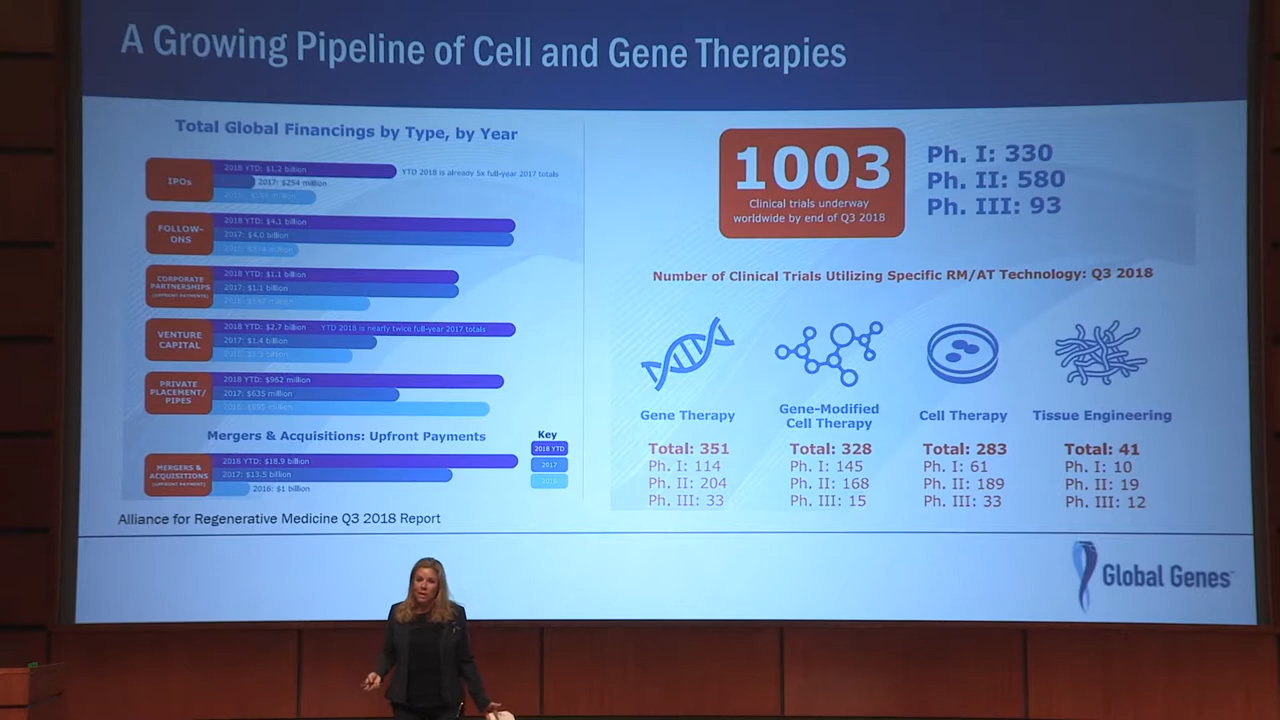 A Growing Pipeline of Cell and Gene Therapies
Total Global Financings by Type, by Year
IPOs
2018 YTD: $1.2 billion
YTD 2018 is already 5x full-year 2017 totals
2017: $254 million
FOLLOW-
ONS
2018 YTD: $4.1 billion
2017: $4.0 billion
CORPORATE
PARTNERSHIPS
(UPFRONT PAYMENTS)
2018 YTD: $1.1 billion
2017: $1.1 billion
VENTURE
CAPITAL
2018 YTD: $2.7 billion
YTD 2018 is nearly twice full-year 2017 totals
2017: $1.4 billion
PRIVATE
PLACEMENT/
PIPES
2018 YTD: $962 million
2017: $635 million
Mergers & Acquisitions: Upfront Payments
MERGERS &
ACQUISITIONS
(UPFRONT PAYMENT)
2018 YTD: $18.9 billion
2017: $13.5 billion
2016: $1 billion
Key
2018 YTD
2017
2016
Alliance for Regenerative Medicine Q3 2018 Report
1003
Clinical trials underway
worldwide by end of Q3 2018
Ph. I: 330
Ph. II: 580
Ph. III: 93
Number of Clinical Trials Utilizing Specific RM/AT Technology: Q3 2018
Gene Therapy
Total: 351
Ph. I: 114
Ph. II: 204
Ph. III: 33
Gene-Modified
Cell Therapy
Total: 328
Ph. I: 145
Ph. II: 168
Ph. III: 15
Cell Therapy
Total: 283
Ph. I: 61
Ph. II: 189
Ph. III: 33
Tissue Engineering
Total: 41
Ph. I: 10
Ph. II: 19
Ph. III: 12
Global Genes